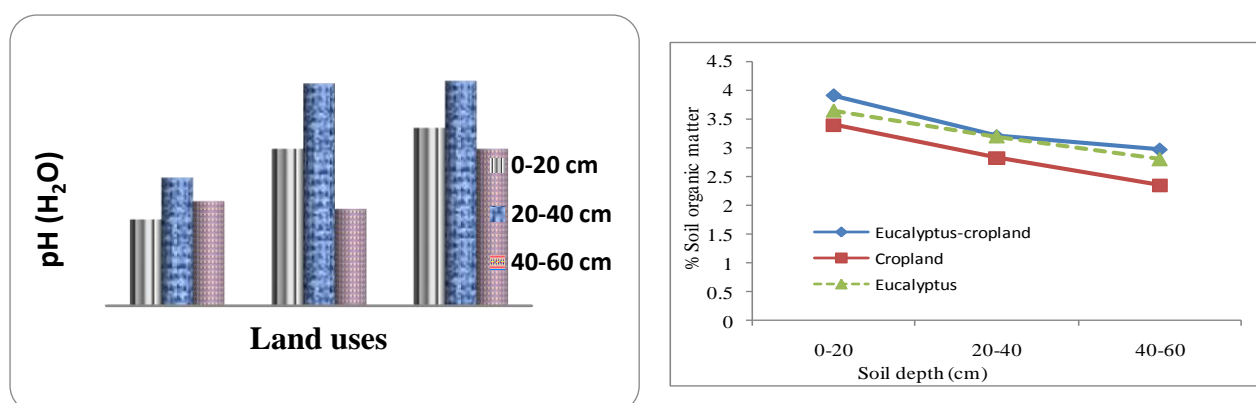 pH (H₂O)
0-20 cm
20-40 cm
40-60 cm
Land uses
% Soil organic matter
4.5
4
3.5
3
2.5
2
1.5
1
0.5
0
Eucalyptus-cropland
Cropland
Eucalyptus
0-20 20-40 40-60
Soil depth (cm)